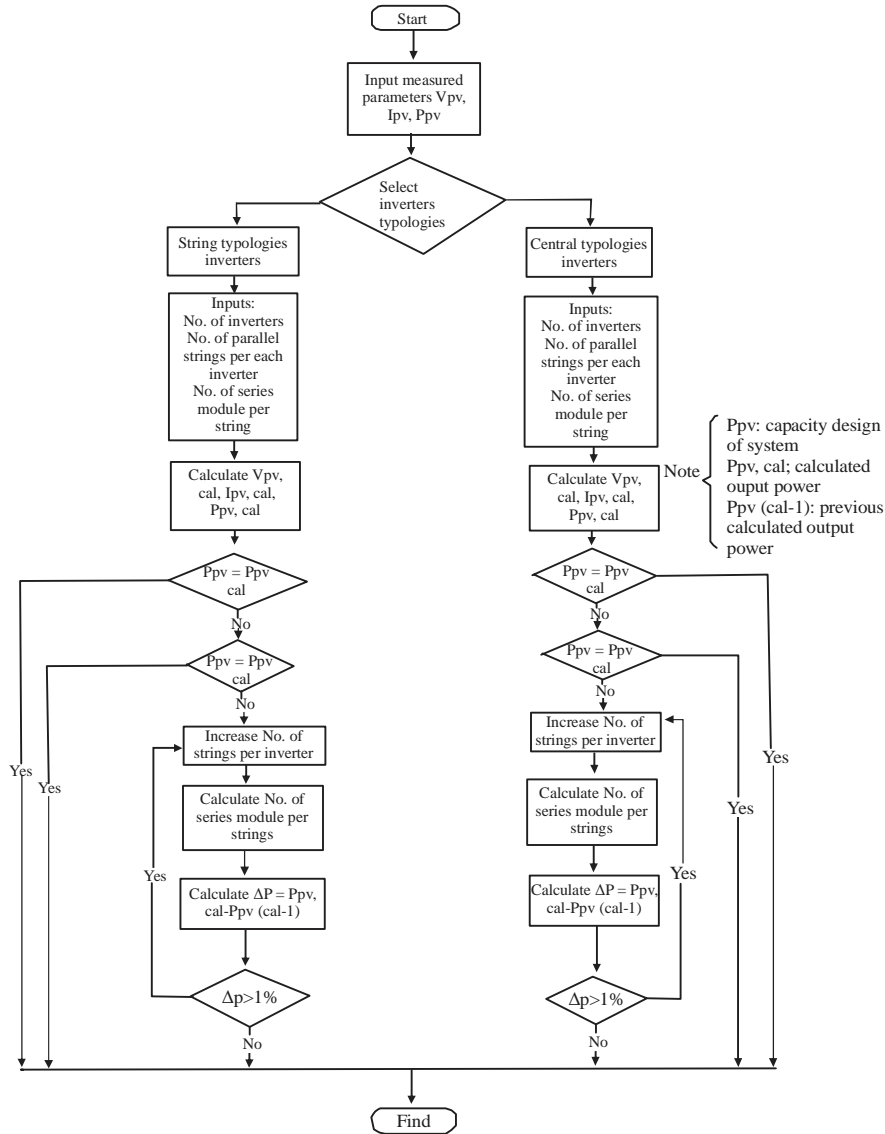 Start
Input measured
parameters Vpv,
Ipv, Ppv
Select
inverters
typologies
String typologies
inverters
Inputs:
No. of inverters
No. of parallel
strings per each
inverter
No. of series
module per
string
Calculate Vpv,
cal, Ipv, cal,
Ppv, cal
Ppv = Ppv
cal
No
Ppv = Ppv
cal
No
Increase No. of
strings per inverter
Calculate No. of
series module per
strings
Calculate ΔP = Ppv,
cal-Ppv (cal-1)
Δp>1%
No
Yes
Yes
Yes
Central typologies
inverters
Inputs:
No. of inverters
No. of parallel
strings per each
inverter
No. of series
module per
string
Calculate Vpv,
cal, Ipv, cal,
Ppv, cal
Note
Ppv: capacity design
of system
Ppv, cal; calculated
ouput power
Ppv (cal-1): previous
calculated output
power
Ppv = Ppv
cal
No
Ppv = Ppv
cal
No
Increase No. of
strings per inverter
Calculate No. of
series module per
strings
Calculate ΔP = Ppv,
cal-Ppv (cal-1)
Δp>1%
No
Yes
Yes
Yes
Find